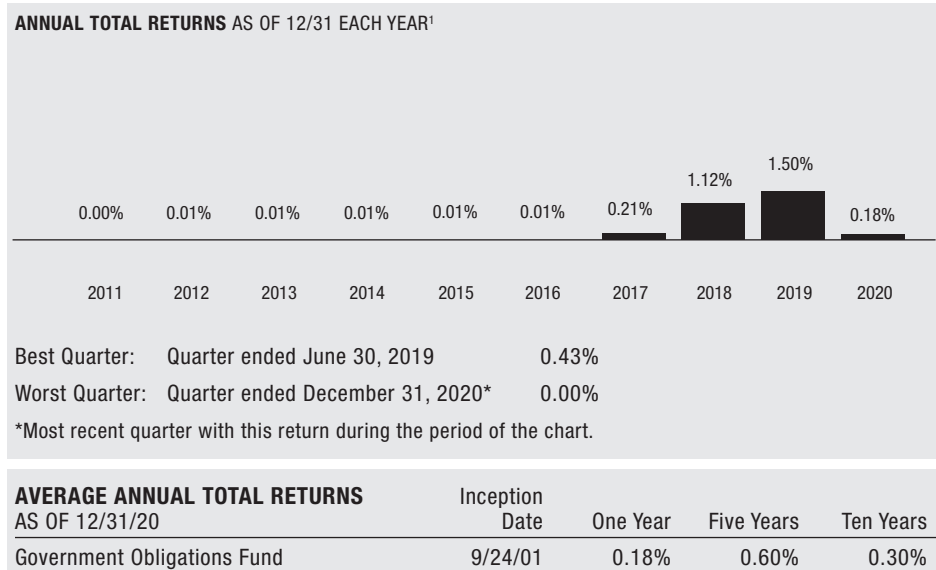 ANNUAL TOTAL RETURNS AS OF 12/31 EACH YEAR¹
0.00% 0.01% 0.01% 0.01% 0.01% 0.01% 0.21% 1.12% 1.50% 0.18%
2011 2012 2013 2014 2015 2016 2017 2018 2019 2020
Best Quarter: Quarter ended June 30, 2019 0.43%
Worst Quarter: Quarter ended December 31, 2020* 0.00%
*Most recent quarter with this return during the period of the chart.
AVERAGE ANNUAL TOTAL RETURNS Inception
AS OF 12/31/20 Date One Year Five Years Ten Years
Government Obligations Fund 9/24/01 0.18% 0.60% 0.30%